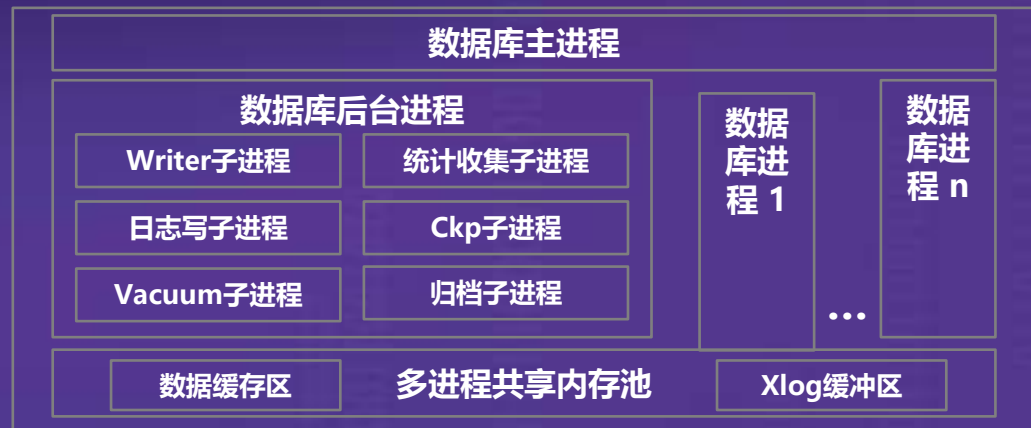 数据库主进程
数据库后台进程
Writer子进程
统计收集子进程
日志写子进程
Ckp子进程
Vacuum子进程
归档子进程
数据
库进
程 1
...
数据
库进
程 n
数据缓存区
多进程共享内存池
Xlog缓冲区